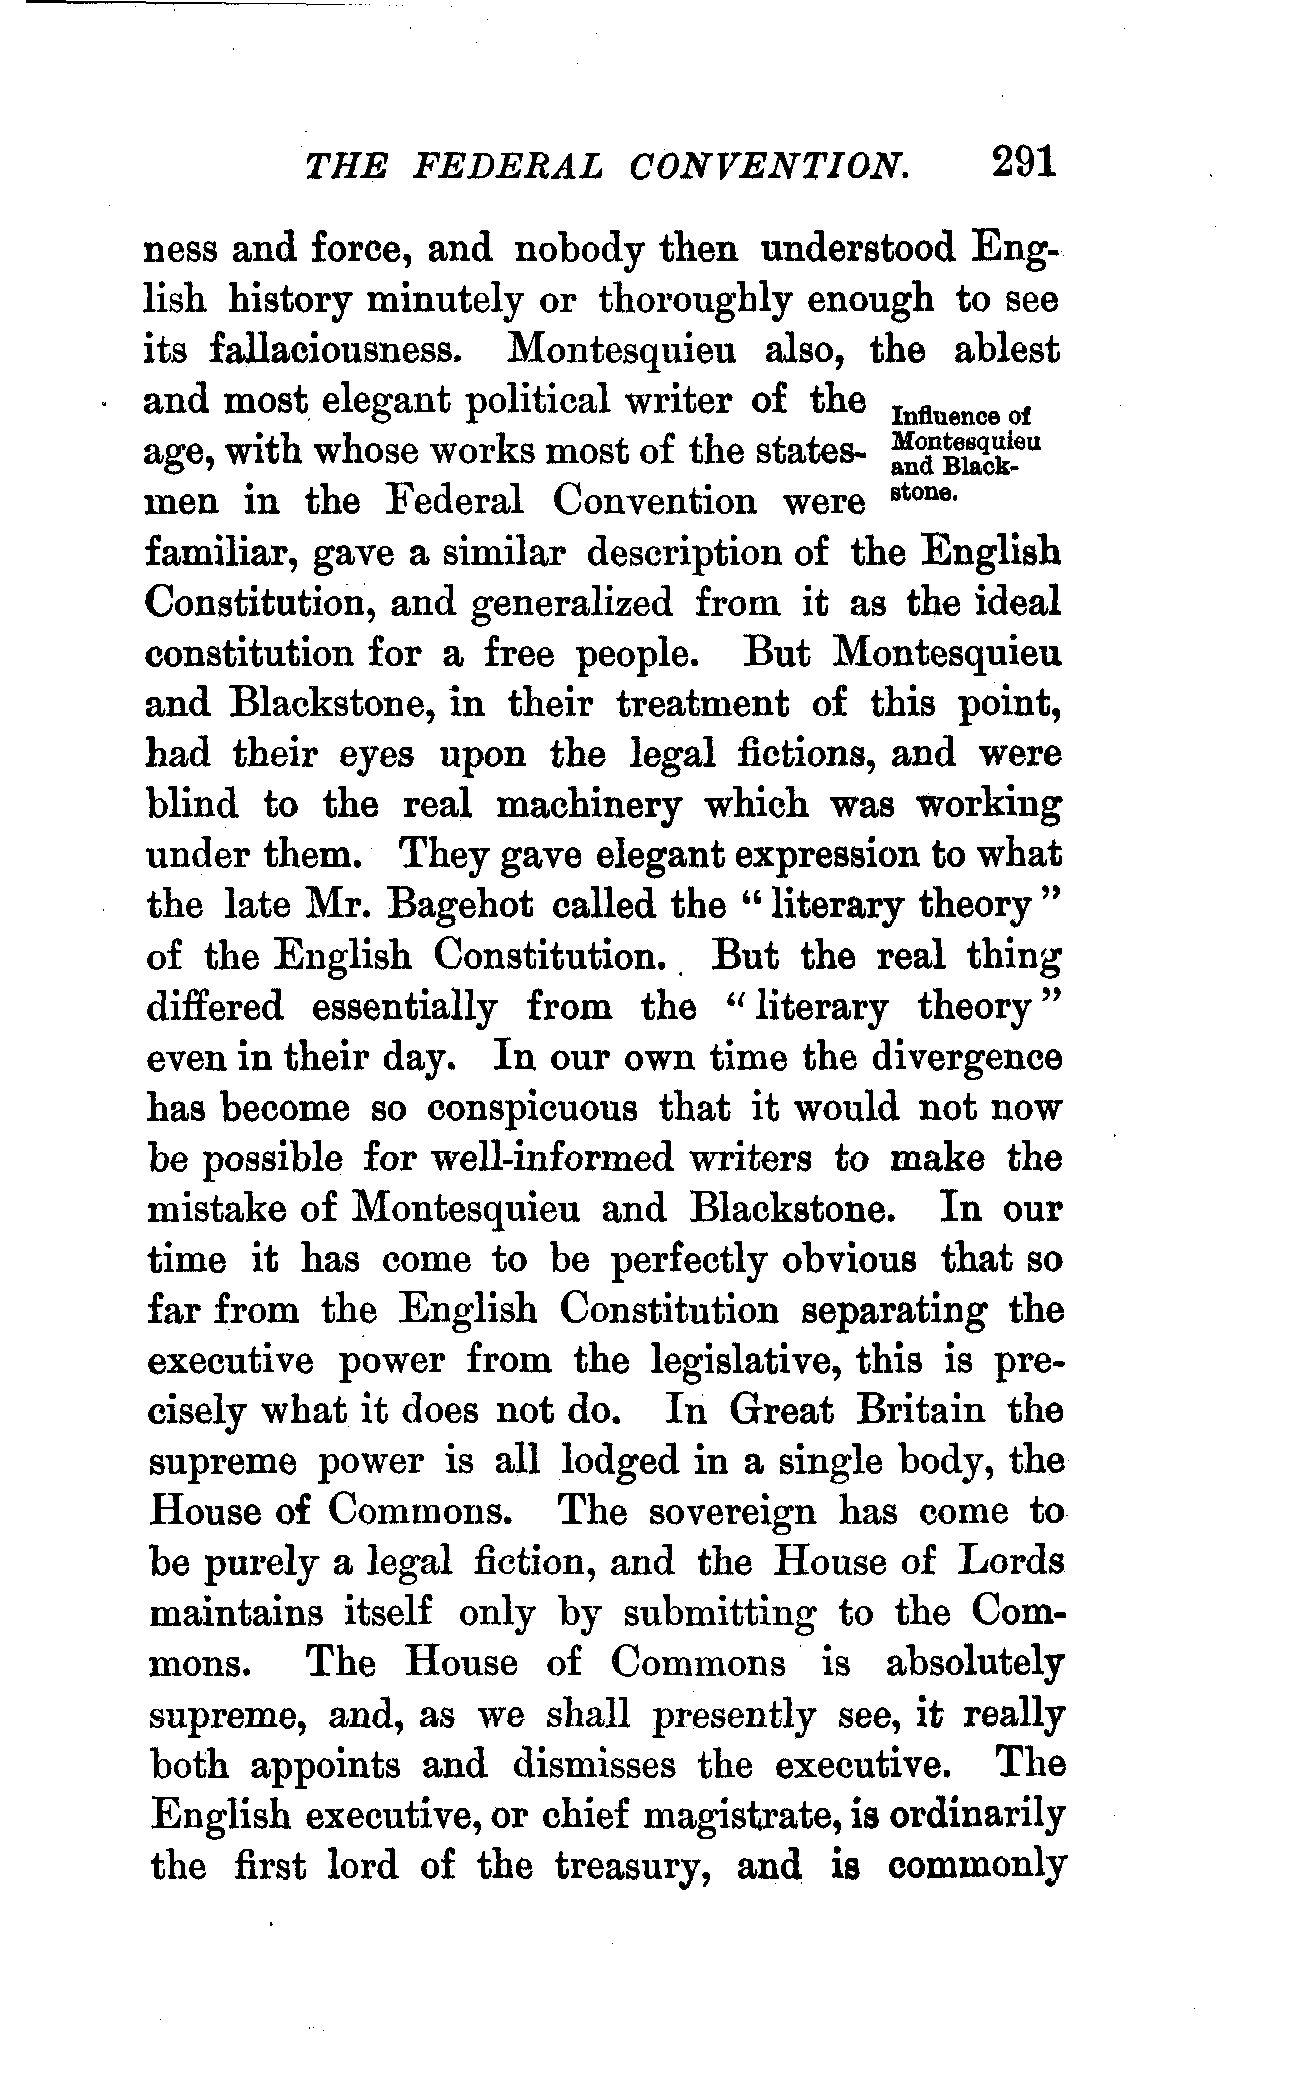 THE FEDERAL CONVENTION. 291
ness and force, and nobody then understood Eng-
lish history minutely or thoroughly enough to see
its fallaciousness. Montesquieu also, the ablest
and most elegant political writer of the
age, with whose works most of the states-
men in the Federal Convention were
Influence of
Montesquieu
and Black-
stone.
familiar, gave a similar description of the English
Constitution, and generalized from it as the ideal
constitution for a free people. But Montesquieu
and Blackstone, in their treatment of this point,
had their eyes upon the legal fictions, and were
blind to the real machinery which was working
under them. They gave elegant expression to what
the late Mr. Bagehot called the “literary theory”
of the English Constitution. But the real thing
differed essentially from the “literary theory”
even in their day. In our own time the divergence
has become so conspicuous that it would not now
be possible for well-informed writers to make the
mistake of Montesquieu and Blackstone. In our
time it has come to be perfectly obvious that so
far from the English Constitution separating the
executive power from the legislative, this is pre-
cisely what it does not do. In Great Britain the
supreme power is all lodged in a single body, the
House of Commons. The sovereign has come to
be purely a legal fiction, and the House of Lords
maintains itself only by submitting to the Com-
mons. The House of Commons is absolutely
supreme, and, as we shall presently see, it really
both appoints and dismisses the executive. The
English executive, or chief magistrate, is ordinarily
the first lord of the treasury, and is commonly